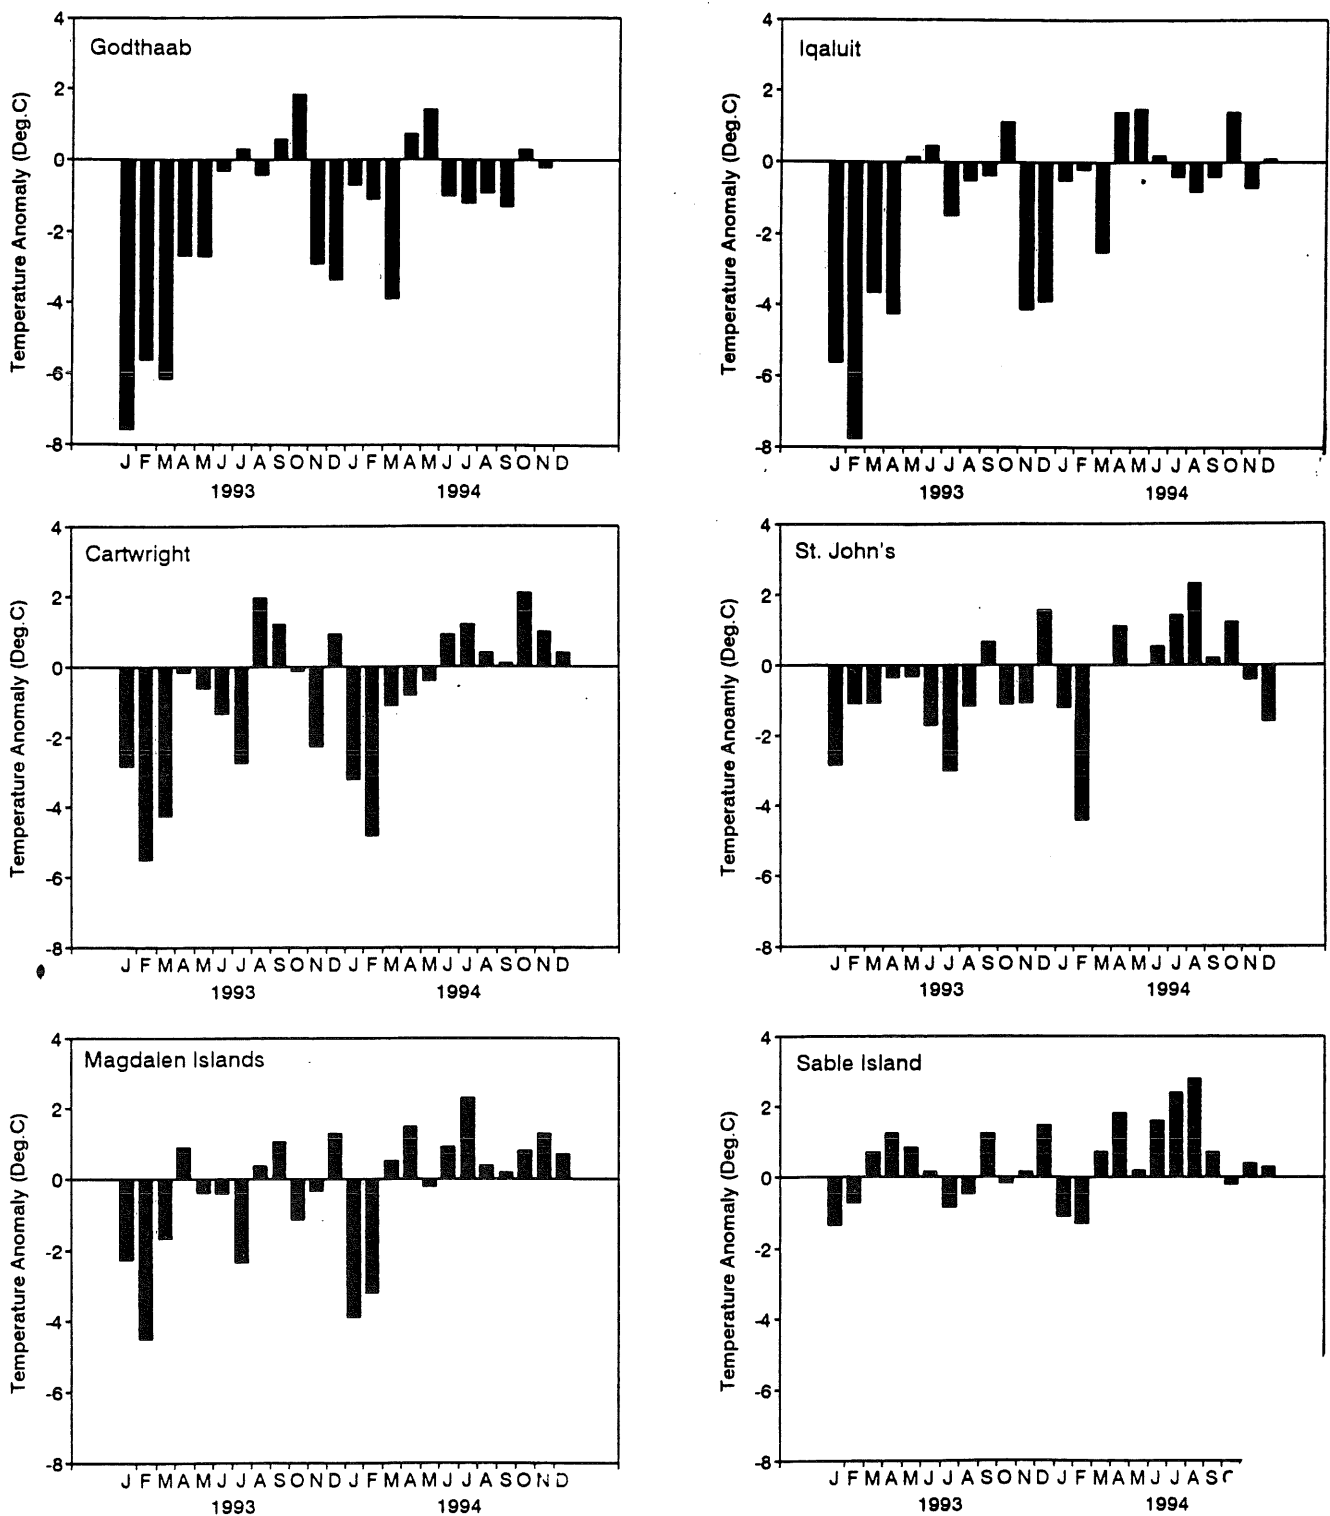 Godthaab
Temperature Anomaly (Deg.C)
4
2
0
-2
-4
-6
-8
J F M A M J J A S O N D J F M A M J J A S O N D
1993 1994
Iqaluit
Temperature Anomaly (Deg.C)
4
2
0
-2
-4
-6
-8
J F M A M J J A S O N D J F M A M J J A S O N D
1993 1994
Cartwright
Temperature Anomaly (Deg.C)
4
2
0
-2
-4
-6
-8
J F M A M J J A S O N D J F M A M J J A S O N D
1993 1994
St. John's
Temperature Anoamly (Deg.C)
4
2
0
-2
-4
-6
-8
J F M A M J J A S O N D J F M A M J J A S O N D
1993 1994
Magdalen Islands
Temperature Anomaly (Deg.C)
4
2
0
-2
-4
-6
-8
J F M A M J J A S O N D J F M A M J J A S O N D
1993 1994
Sable Island
Temperature Anomaly (Deg.C)
4
2
0
-2
-4
-6
-8
J F M A M J J A S O N D J F M A M J J A S
1993 1994